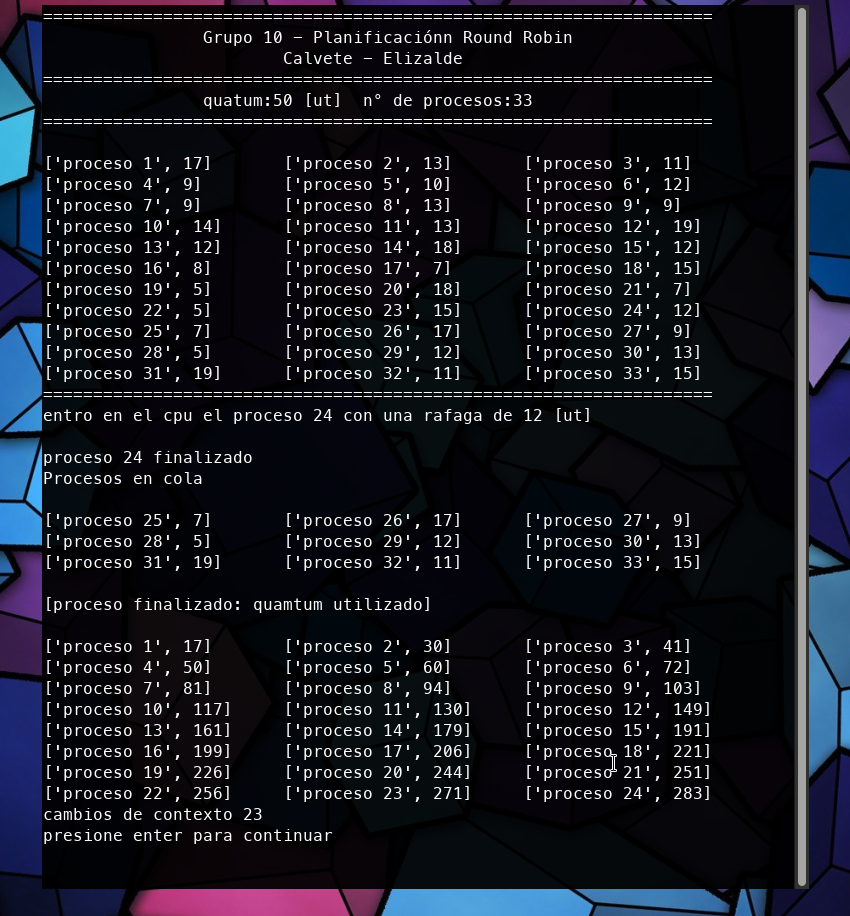 ===================================================================
Grupo 10 – Planificaciónn Round Robin
Calvete – Elizalde
===================================================================
quatum:50 [ut]  n° de procesos:33
===================================================================
['proceso 1', 17] ['proceso 2', 13] ['proceso 3', 11]
['proceso 4', 9] ['proceso 5', 10] ['proceso 6', 12]
['proceso 7', 9] ['proceso 8', 13] ['proceso 9', 9]
['proceso 10', 14] ['proceso 11', 13] ['proceso 12', 19]
['proceso 13', 12] ['proceso 14', 18] ['proceso 15', 12]
['proceso 16', 8] ['proceso 17', 7] ['proceso 18', 15]
['proceso 19', 5] ['proceso 20', 18] ['proceso 21', 7]
['proceso 22', 5] ['proceso 23', 15] ['proceso 24', 12]
['proceso 25', 7] ['proceso 26', 17] ['proceso 27', 9]
['proceso 28', 5] ['proceso 29', 12] ['proceso 30', 13]
['proceso 31', 19] ['proceso 32', 11] ['proceso 33', 15]
===================================================================
entro en el cpu el proceso 24 con una rafaga de 12 [ut]
proceso 24 finalizado
Procesos en cola
['proceso 25', 7] ['proceso 26', 17] ['proceso 27', 9]
['proceso 28', 5] ['proceso 29', 12] ['proceso 30', 13]
['proceso 31', 19] ['proceso 32', 11] ['proceso 33', 15]
[proceso finalizado: quamtum utilizado]
['proceso 1', 17] ['proceso 2', 30] ['proceso 3', 41]
['proceso 4', 50] ['proceso 5', 60] ['proceso 6', 72]
['proceso 7', 81] ['proceso 8', 94] ['proceso 9', 103]
['proceso 10', 117] ['proceso 11', 130] ['proceso 12', 149]
['proceso 13', 161] ['proceso 14', 179] ['proceso 15', 191]
['proceso 16', 199] ['proceso 17', 206] ['proceso 18', 221]
['proceso 19', 226] ['proceso 20', 244] ['proceso 21', 251]
['proceso 22', 256] ['proceso 23', 271] ['proceso 24', 283]
cambios de contexto 23
presione enter para continuar